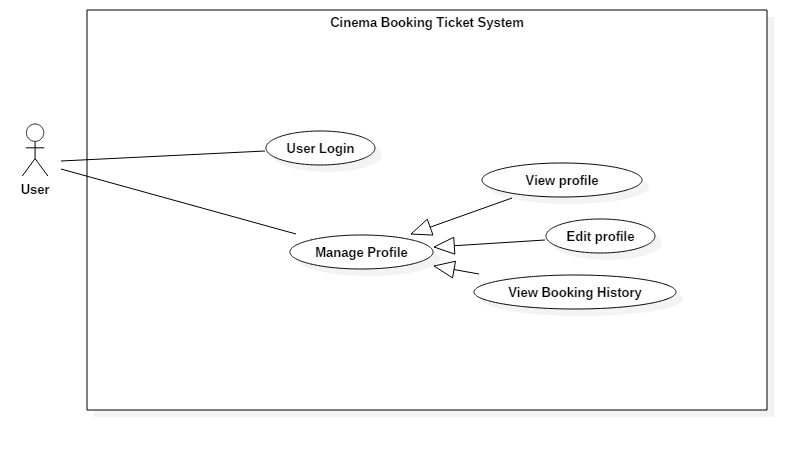 Cinema Booking Ticket System
User Login
View profile
User
Edit profile
Manage Profile
View Booking History